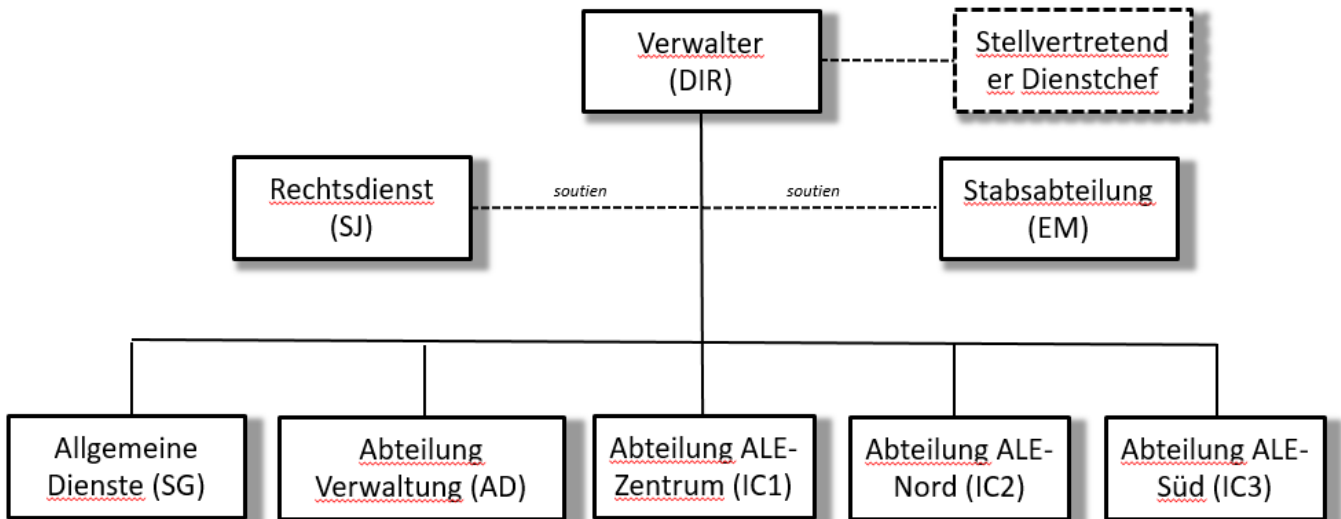 Verwalter
(DIR)
Stellvertretend
er Dienstchef
Rechtsdienst
(SJ)
soutien
soutien
Stabsabteilung
(EM)
Allgemeine
Dienste (SG)
Abteilung
Verwaltung (AD)
Abteilung ALE-
Zentrum (IC1)
Abteilung ALE-
Nord (IC2)
Abteilung ALE-
Süd (IC3)